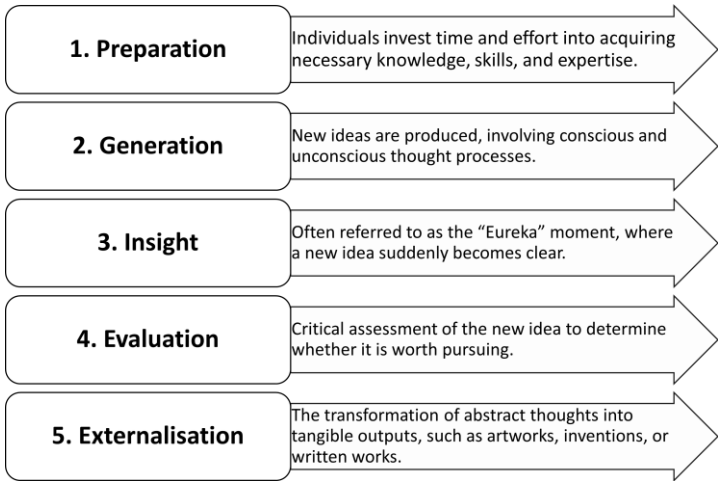 1. Preparation
Individuals invest time and effort into acquiring
necessary knowledge, skills, and expertise.
2. Generation
New ideas are produced, involving conscious and
unconscious thought processes.
3. Insight
Often referred to as the “Eureka” moment, where
a new idea suddenly becomes clear.
4. Evaluation
Critical assessment of the new idea to determine
whether it is worth pursuing.
5. Externalisation
The transformation of abstract thoughts into
tangible outputs, such as artworks, inventions, or
written works.